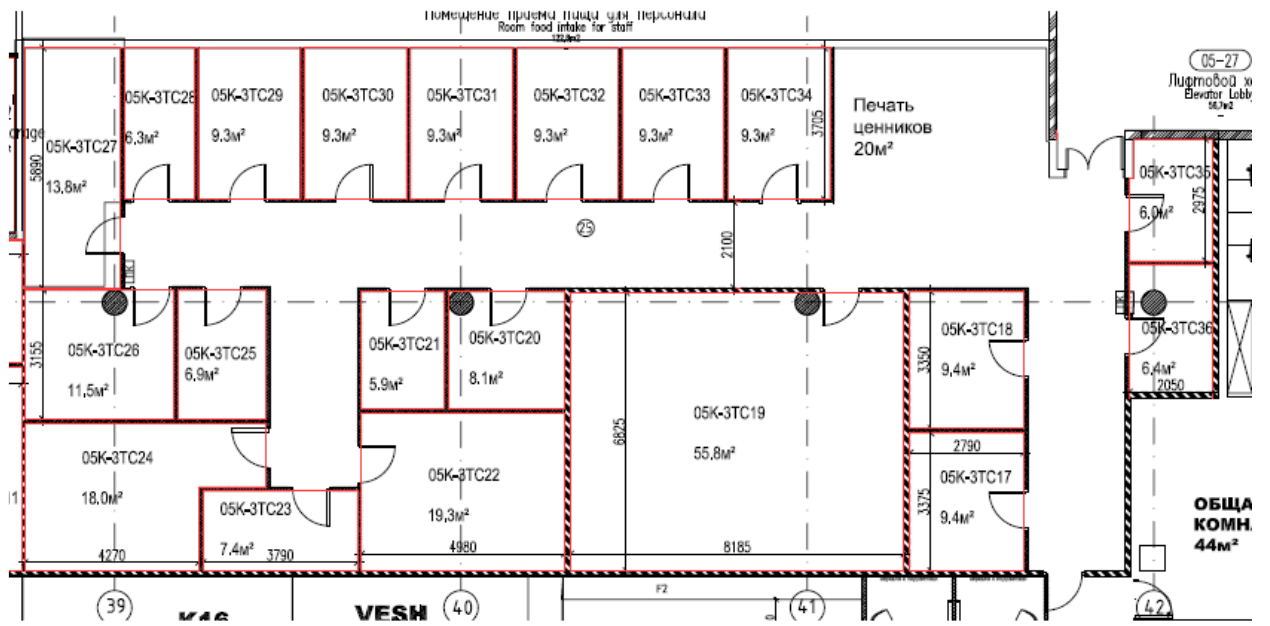 Помещение приема пищи для персонала
Room food intake for staff
122,8м2
05-27
Лифтовой
Elevator Lobby
56,7м2
05K-3TC28
6,3м²
05K-3TC29
9.3м²
05K-3TC30
9.3м²
05K-3TC31
9.3м²
05K-3TC32
9.3м²
05K-3TC33
9.3м²
05K-3TC34
9.3м²
3705
Печать
ценников
20м²
05K-3TC27
13,8м²
5890
05K-3TC35
6,0м²
2975
25
2100
ПК
ПК
05K-3TC26
11,5м²
3155
05K-3TC25
6,9м²
05K-3TC21
5.9м²
05K-3TC20
8.1м²
05K-3TC19
55.8м²
6825
8185
05K-3TC18
9,4м²
3350
05K-3TC36
6,4м²
2050
05K-3TC24
18.0м²
4270
05K-3TC23
7.4м²
3790
05K-3TC22
19,3м²
4980
2790
05K-3TC17
9.4м²
3375
ОБЩА
КОМН
44м²
F2
39
K16
VESH
40
41
42